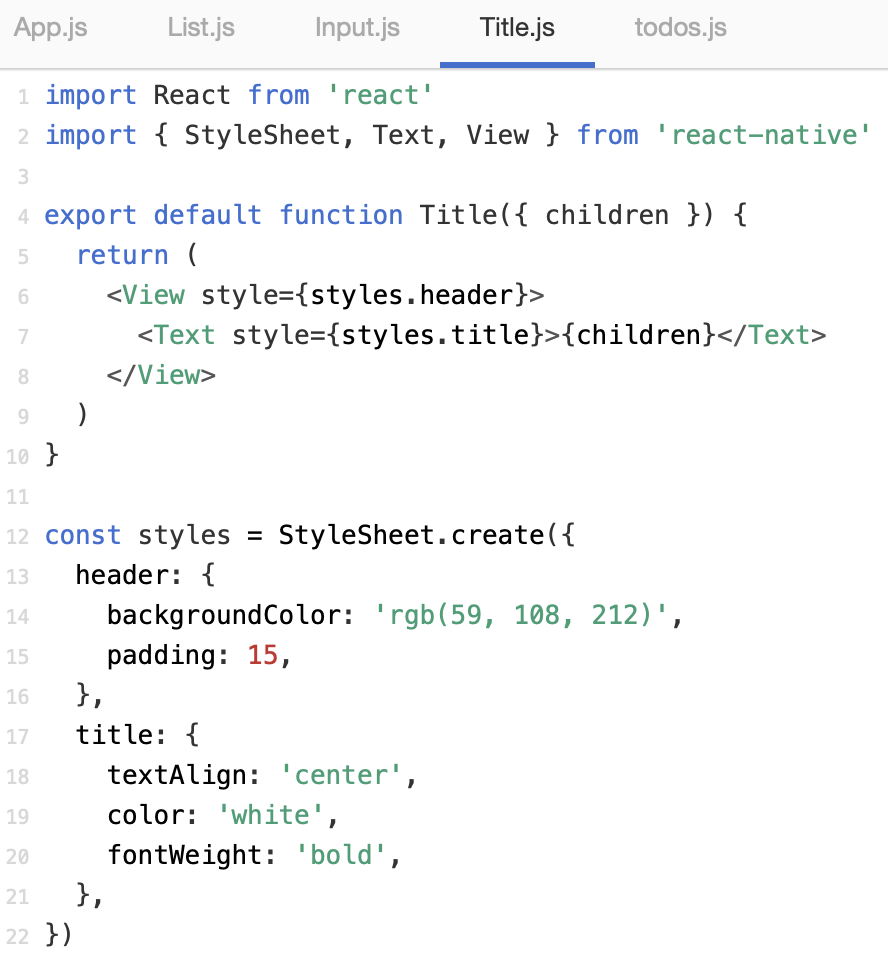 App.js List.js Input.js Title.js todos.js
1 import React from 'react'
2 import { StyleSheet, Text, View } from 'react-native'
3
4 export default function Title({ children }) {
5   return (
6     <View style={styles.header}>
7       <Text style={styles.title}>{children}</Text>
8     </View>
9   )
10 }
11
12 const styles = StyleSheet.create({
13   header: {
14     backgroundColor: 'rgb(59, 108, 212)',
15     padding: 15,
16   },
17   title: {
18     textAlign: 'center',
19     color: 'white',
20     fontWeight: 'bold',
21   },
22 })